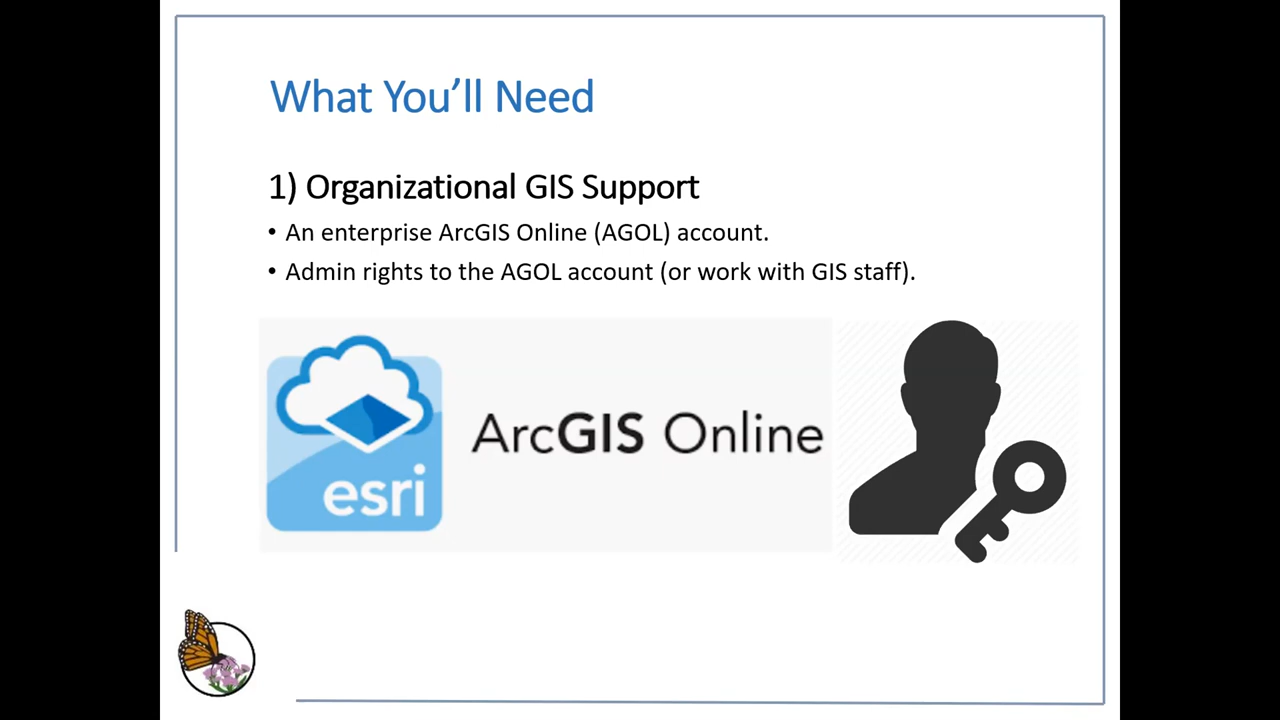 What You’ll Need
1) Organizational GIS Support
• An enterprise ArcGIS Online (AGOL) account.
• Admin rights to the AGOL account (or work with GIS staff).
esri
ArcGIS Online